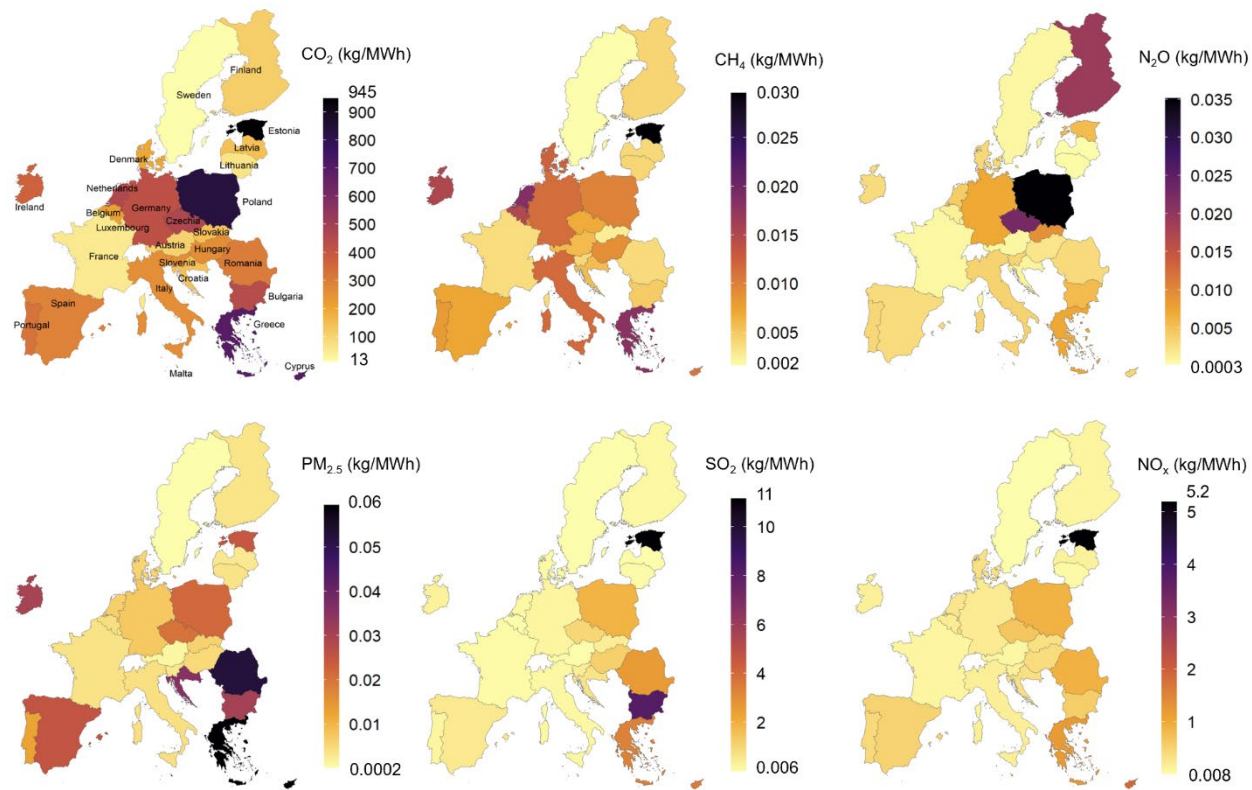 CO₂ (kg/MWh)
945
900
800
700
600
500
400
300
200
100
13
Finland
Sweden
Estonia
Latvia
Denmark
Lithuania
Ireland
Netherlands
Poland
Germany
Belgium
Czechia
Luxembourg
Slovakia
Austria
Hungary
France
Slovenia
Romania
Croatia
Italy
Spain
Bulgaria
Portugal
Greece
Cyprus
Malta
CH₄ (kg/MWh)
0.030
0.025
0.020
0.015
0.010
0.005
0.002
N₂O (kg/MWh)
0.035
0.030
0.025
0.020
0.015
0.010
0.005
0.0003
PM₂.₅ (kg/MWh)
0.06
0.05
0.04
0.03
0.02
0.01
0.0002
SO₂ (kg/MWh)
11
10
8
6
4
2
0.006
NOₓ (kg/MWh)
5.2
5
4
3
2
1
0.008